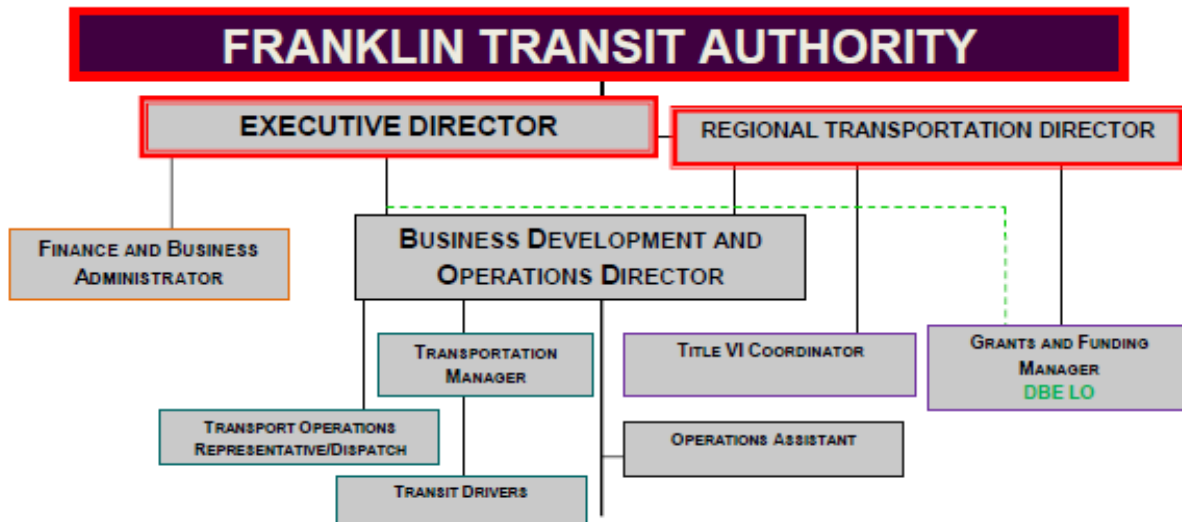 FRANKLIN TRANSIT AUTHORITY
EXECUTIVE DIRECTOR
REGIONAL TRANSPORTATION DIRECTOR
FINANCE AND BUSINESS
ADMINISTRATOR
BUSINESS DEVELOPMENT AND
OPERATIONS DIRECTOR
TRANSPORTATION
MANAGER
TITLE VI COORDINATOR
GRANTS AND FUNDING
MANAGER
DBE LO
TRANSPORT OPERATIONS
REPRESENTATIVE/DISPATCH
OPERATIONS ASSISTANT
TRANSIT DRIVERS